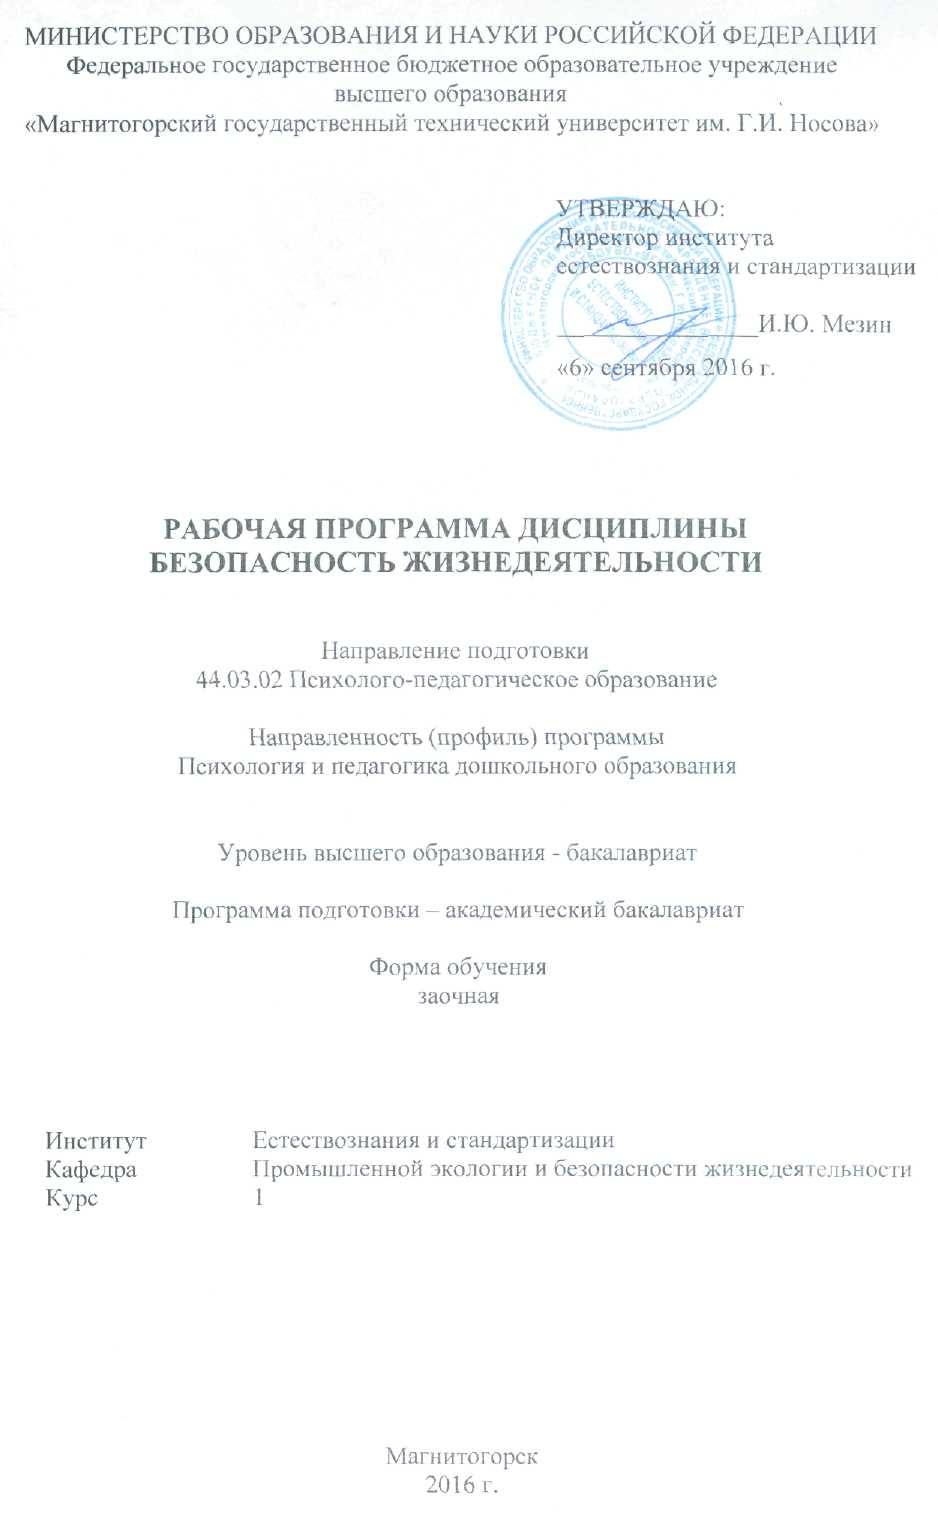 МИНИСТЕРСТВО ОБРАЗОВАНИЯ И НАУКИ РОССИЙСКОЙ ФЕДЕРАЦИИ
Федеральное государственное бюджетное образовательное учреждение
высшего образования
«Магнитогорский государственный технический университет им. Г.И. Носова»
УТВЕРЖДАЮ:
Директор института
естествознания и стандартизации
И.Ю. Мезин
«6» сентября 2016 г.
РАБОЧАЯ ПРОГРАММА ДИСЦИПЛИНЫ
БЕЗОПАСНОСТЬ ЖИЗНЕДЕЯТЕЛЬНОСТИ
Направление подготовки
44.03.02 Психолого-педагогическое образование
Направленность (профиль) программы
Психология и педагогика дошкольного образования
Уровень высшего образования - бакалавриат
Программа подготовки – академический бакалавриат
Форма обучения
заочная
Институт Естествознания и стандартизации
Кафедра Промышленной экологии и безопасности жизнедеятельности
Курс 1
Магнитогорск
2016 г.